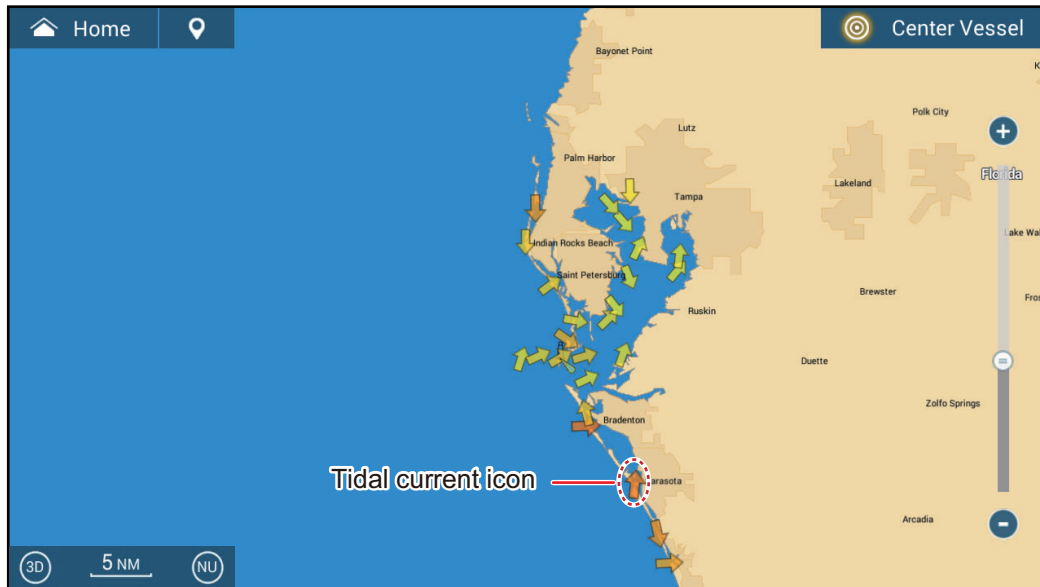 Home
Center Vessel
Bayonet Point
K
Polk City
Lutz
Palm Harbor
Florida
Lakeland
Tampa
Lake Wal
Indian Rocks Beach
Saint Petersburg
Brewster
Fros
Ruskin
Duette
Zolfo Springs
Bradenton
Tidal current icon
arasota
Arcadia
3D
5 NM
NU